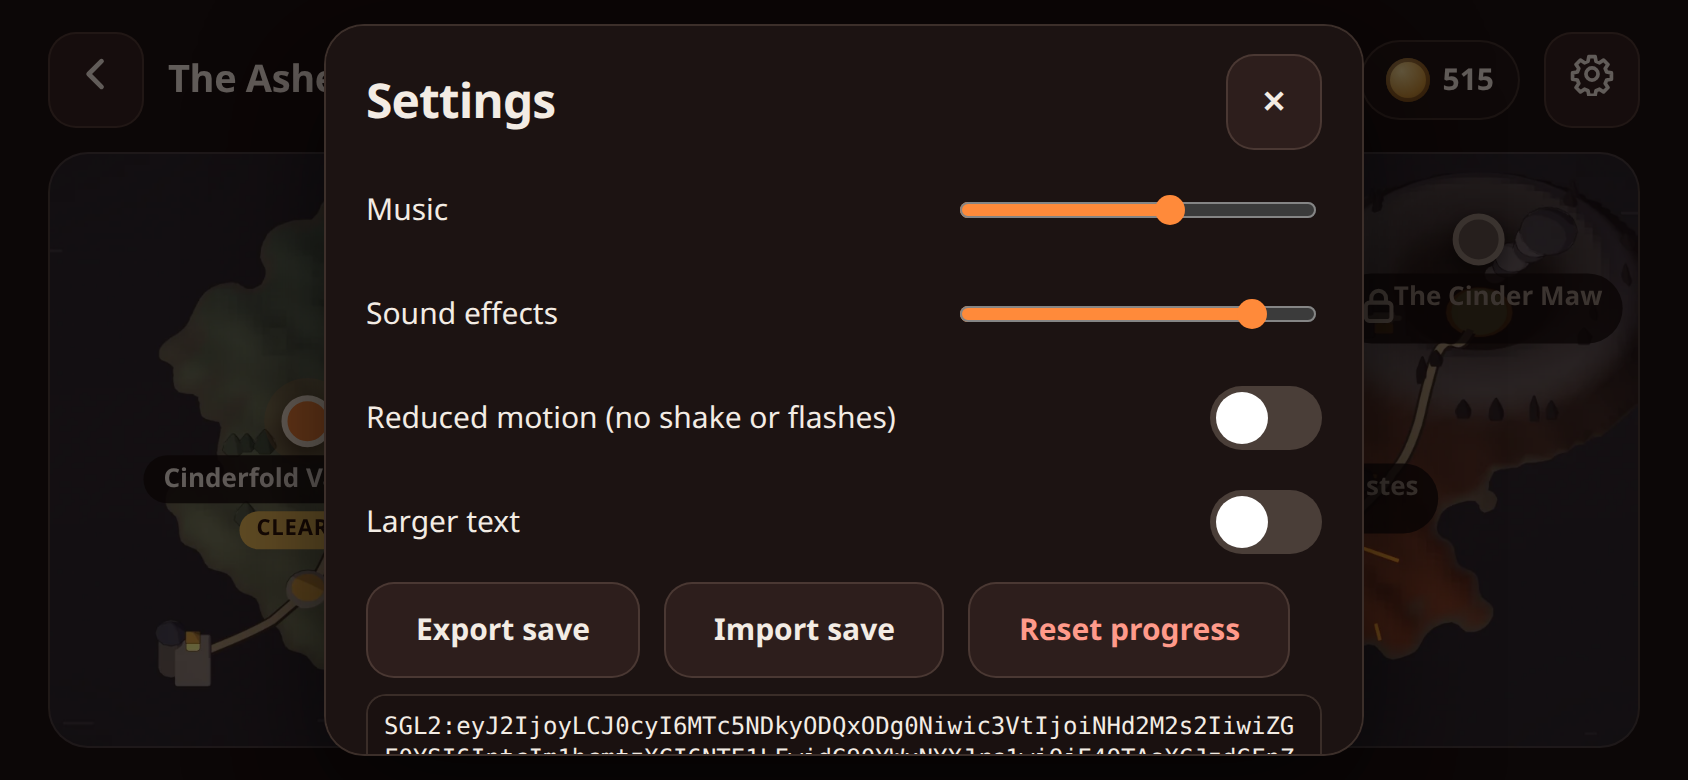 The Ashe
515
Settings
×
Music
Sound effects
Reduced motion (no shake or flashes)
Larger text
Export save
Import save
Reset progress
SGL2:eyJ2IjoyLCJ0cyI6MTc5NDkyODQxODg0Niwic3VtIjoiNHd2M2s2IiwiZG
The Cinder Maw
Cinderfold V
stes
CLEAR